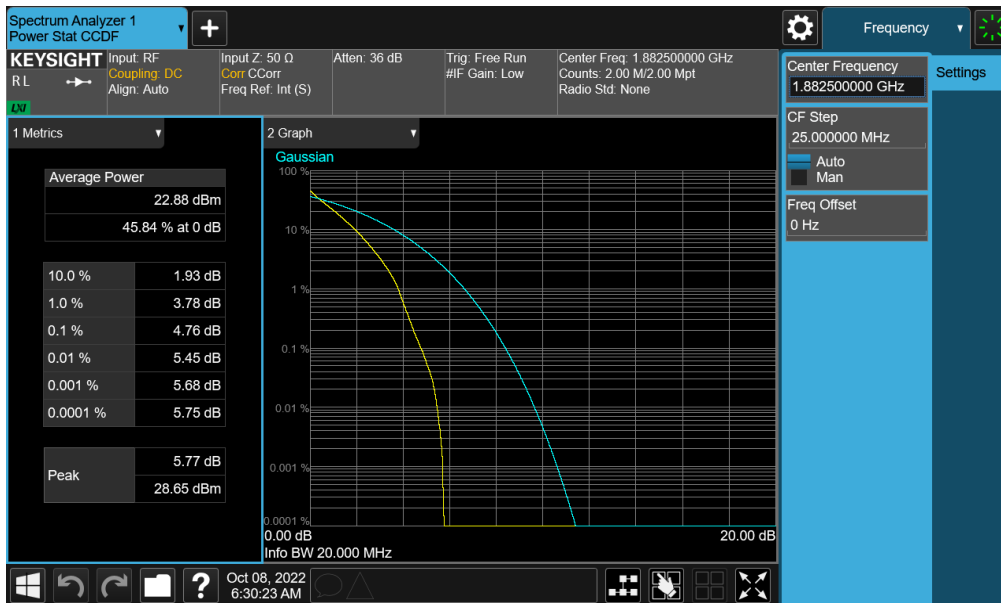 Spectrum Analyzer 1
Power Stat CCDF
Frequency
KEYSIGHT
RL
LXI
Input: RF
Coupling: DC
Align: Auto
Input Z: 50 Ω
Corr CCorr
Freq Ref: Int (S)
Atten: 36 dB
Trig: Free Run
#IF Gain: Low
Center Freq: 1.882500000 GHz
Counts: 2.00 M/2.00 Mpt
Radio Std: None
Center Frequency
1.882500000 GHz
Settings
CF Step
25.000000 MHz
Auto
Man
Freq Offset
0 Hz
1 Metrics
Average Power
22.88 dBm
45.84 % at 0 dB
10.0 % 1.93 dB
1.0 % 3.78 dB
0.1 % 4.76 dB
0.01 % 5.45 dB
0.001 % 5.68 dB
0.0001 % 5.75 dB
Peak 5.77 dB
28.65 dBm
2 Graph
Gaussian
100 %
10 %
1 %
0.1 %
0.01 %
0.001 %
0.0001 %
0.00 dB 20.00 dB
Info BW 20.000 MHz
?
Oct 08, 2022
6:30:23 AM